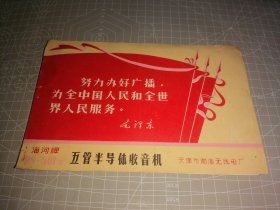 努力办好广播，
为全中国人民和全世
界人民服务。
毛泽东
海河牌
五管半导体收音机
天津市渤海无线电厂